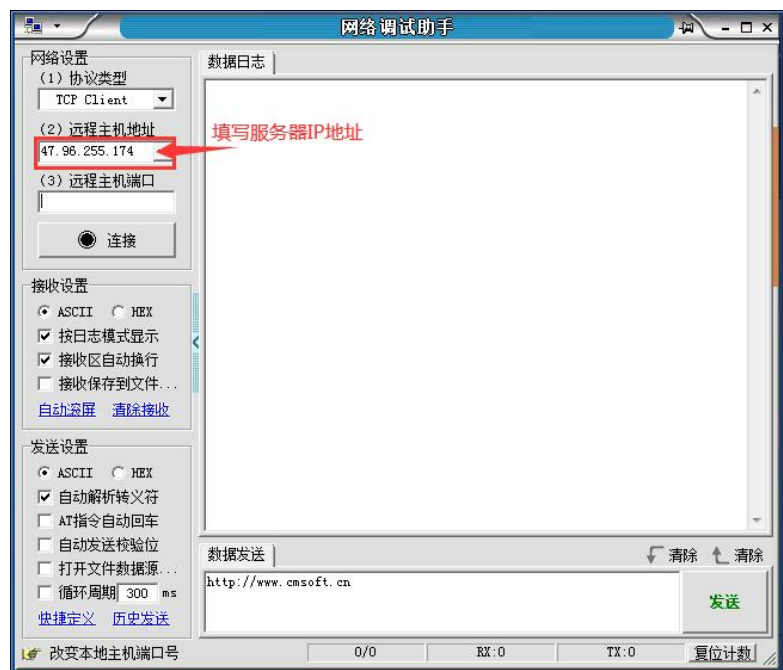 网络调试助手
网络设置
(1) 协议类型
TCP Client
(2) 远程主机地址
47.96.255.174
(3) 远程主机端口
连接
接收设置
ASCII HEX
按日志模式显示
接收区自动换行
接收保存到文件...
自动滚屏 清除接收
发送设置
ASCII HEX
自动解析转义符
AT指令自动回车
自动发送校验位
打开文件数据源...
循环周期 300 ms
快捷定义 历史发送
数据日志
填写服务器IP地址
数据发送
清除 清除
http://www.cmsoft.cn
发送
改变本地主机端口号
0/0 RX:0 TX:0 复位计数